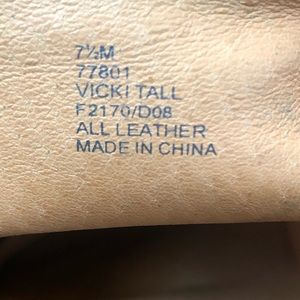 7½M
77801
VICKI TALL
F2170/D08
ALL LEATHER
MADE IN CHINA